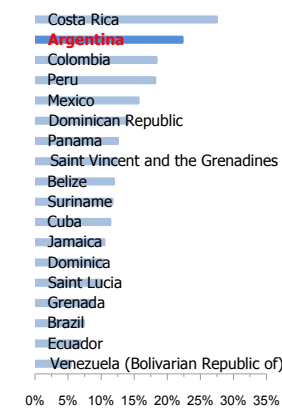 Costa Rica
Argentina
Colombia
Peru
Mexico
Dominican Republic
Panama
Saint Vincent and the Grenadines
Belize
Suriname
Cuba
Jamaica
Dominica
Saint Lucia
Grenada
Brazil
Ecuador
Venezuela (Bolivarian Republic of)
0% 5% 10% 15% 20% 25% 30% 35%